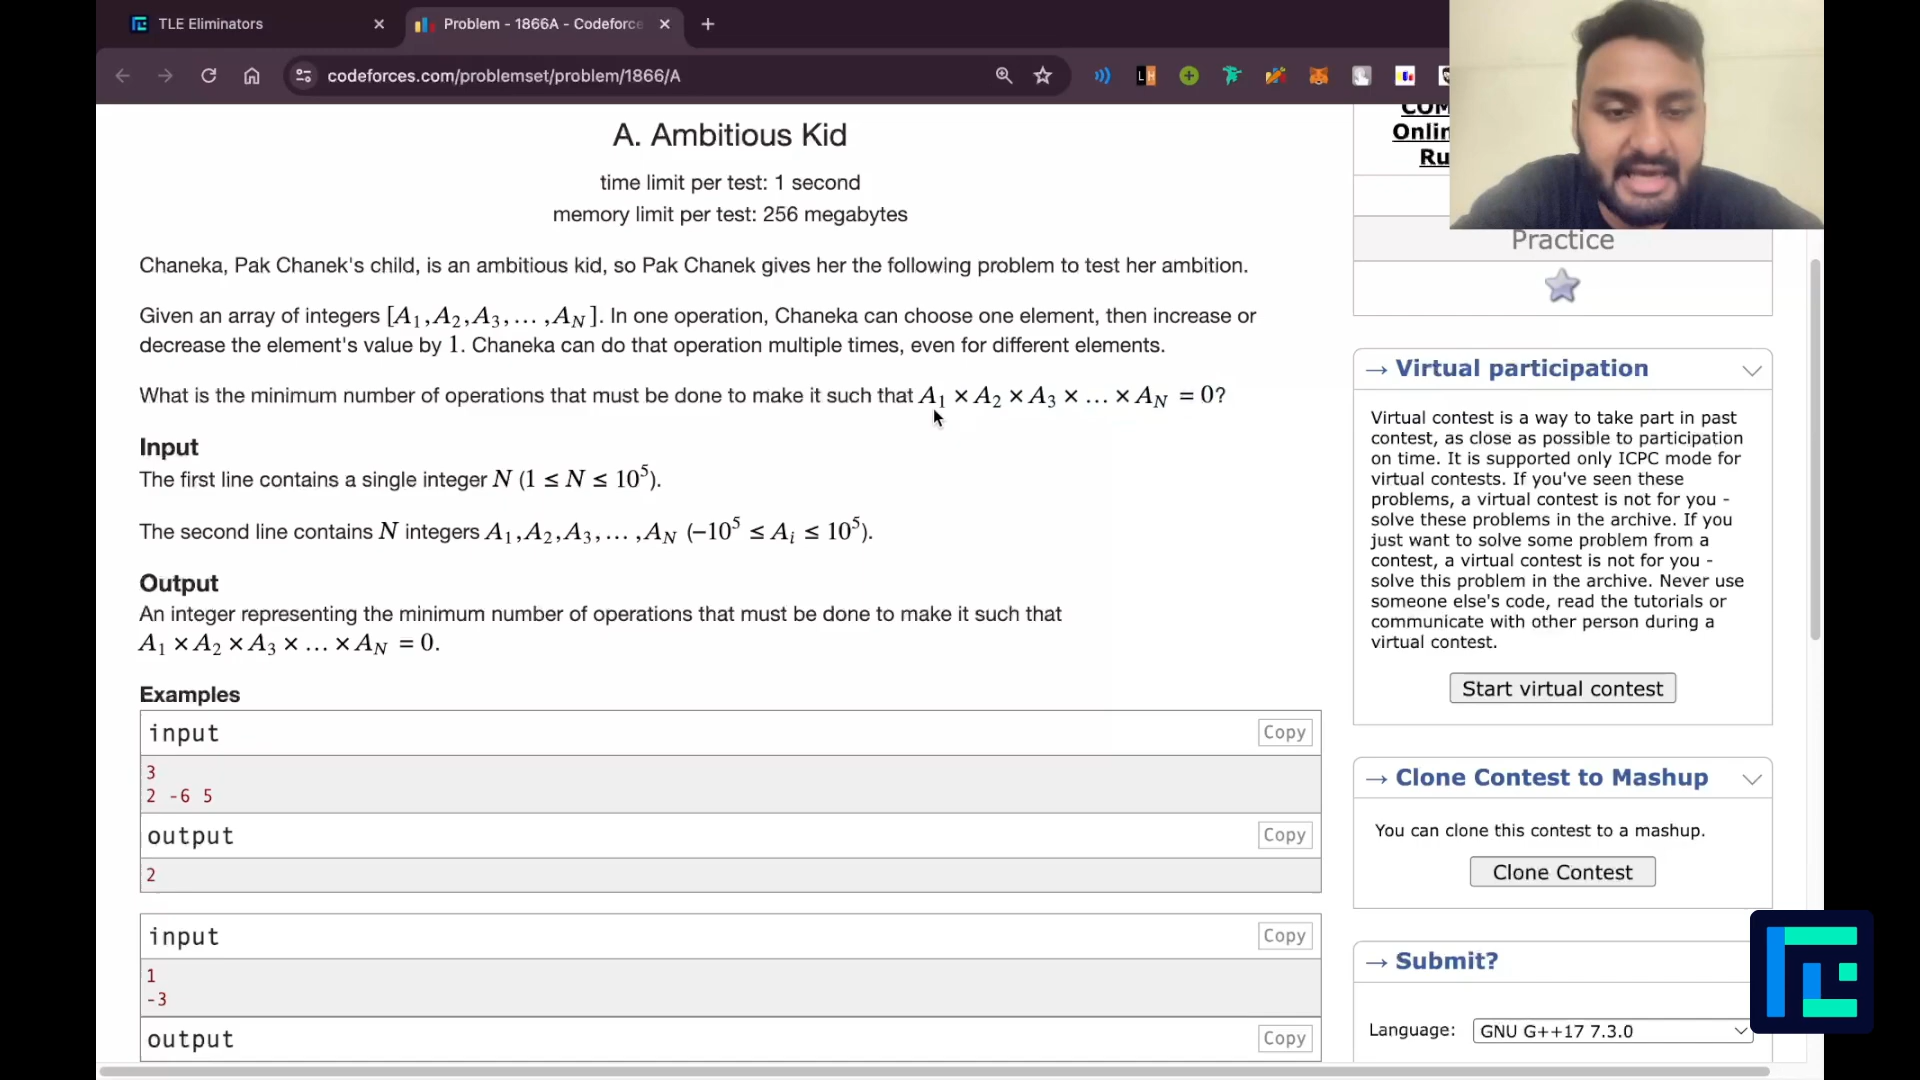 TLE Eliminators
Problem - 1866A - Codeforce
codeforces.com/problemset/problem/1866/A
A. Ambitious Kid
time limit per test: 1 second
memory limit per test: 256 megabytes
Chaneka, Pak Chanek's child, is an ambitious kid, so Pak Chanek gives her the following problem to test her ambition.
Given an array of integers [A₁, A₂, A₃, … , A_N]. In one operation, Chaneka can choose one element, then increase or
decrease the element's value by 1. Chaneka can do that operation multiple times, even for different elements.
What is the minimum number of operations that must be done to make it such that A₁ × A₂ × A₃ × … × A_N = 0?
Input
The first line contains a single integer N (1 ≤ N ≤ 10⁵).
The second line contains N integers A₁, A₂, A₃, … , A_N (−10⁵ ≤ Aᵢ ≤ 10⁵).
Output
An integer representing the minimum number of operations that must be done to make it such that
A₁ × A₂ × A₃ × … × A_N = 0.
Examples
input
Copy
3
2 -6 5
output
Copy
2
input
Copy
1
-3
output
Copy
COM
Onlin
Ru
Practice
→ Virtual participation
Virtual contest is a way to take part in past
contest, as close as possible to participation
on time. It is supported only ICPC mode for
virtual contests. If you've seen these
problems, a virtual contest is not for you -
solve these problems in the archive. If you
just want to solve some problem from a
contest, a virtual contest is not for you -
solve this problem in the archive. Never use
someone else's code, read the tutorials or
communicate with other person during a
virtual contest.
Start virtual contest
→ Clone Contest to Mashup
You can clone this contest to a mashup.
Clone Contest
→ Submit?
Language: GNU G++17 7.3.0